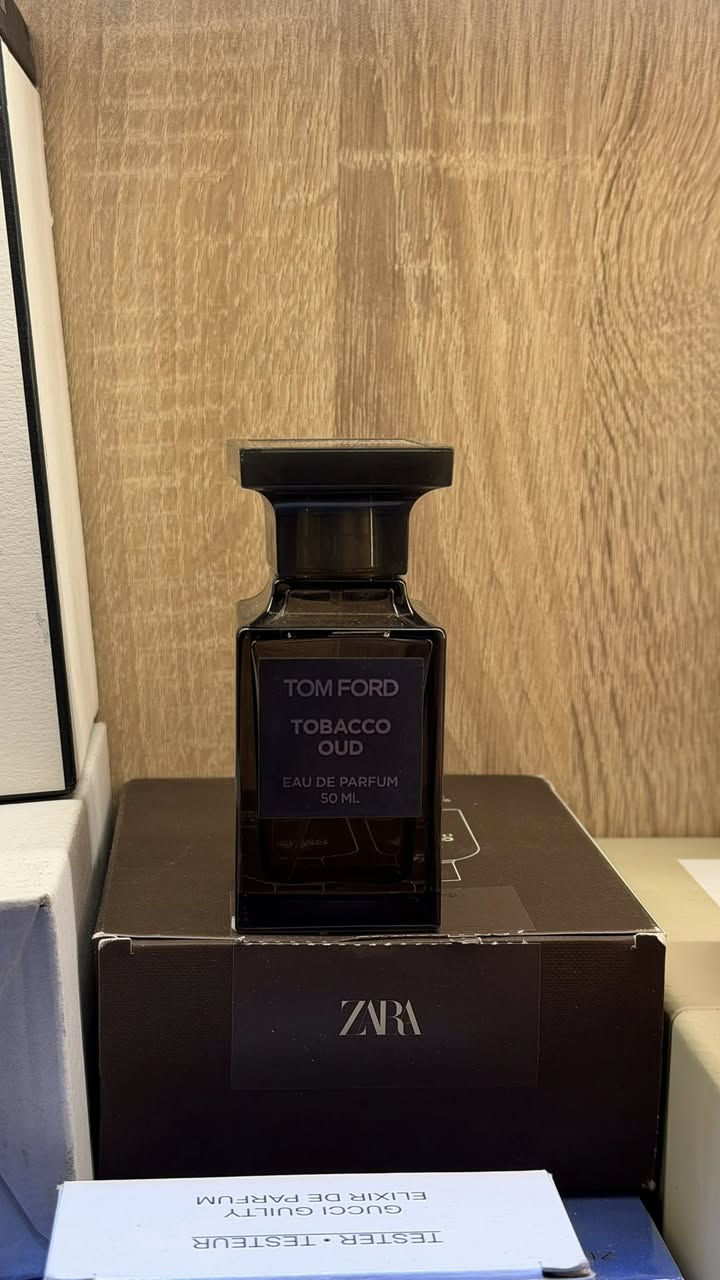 TOM FORD
TOBACCO
OUD
EAU DE PARFUM
50 ML
ZARA
TESTER • TESTEUR
GUCCI GUILTY
ELIXIR DE PARFUM